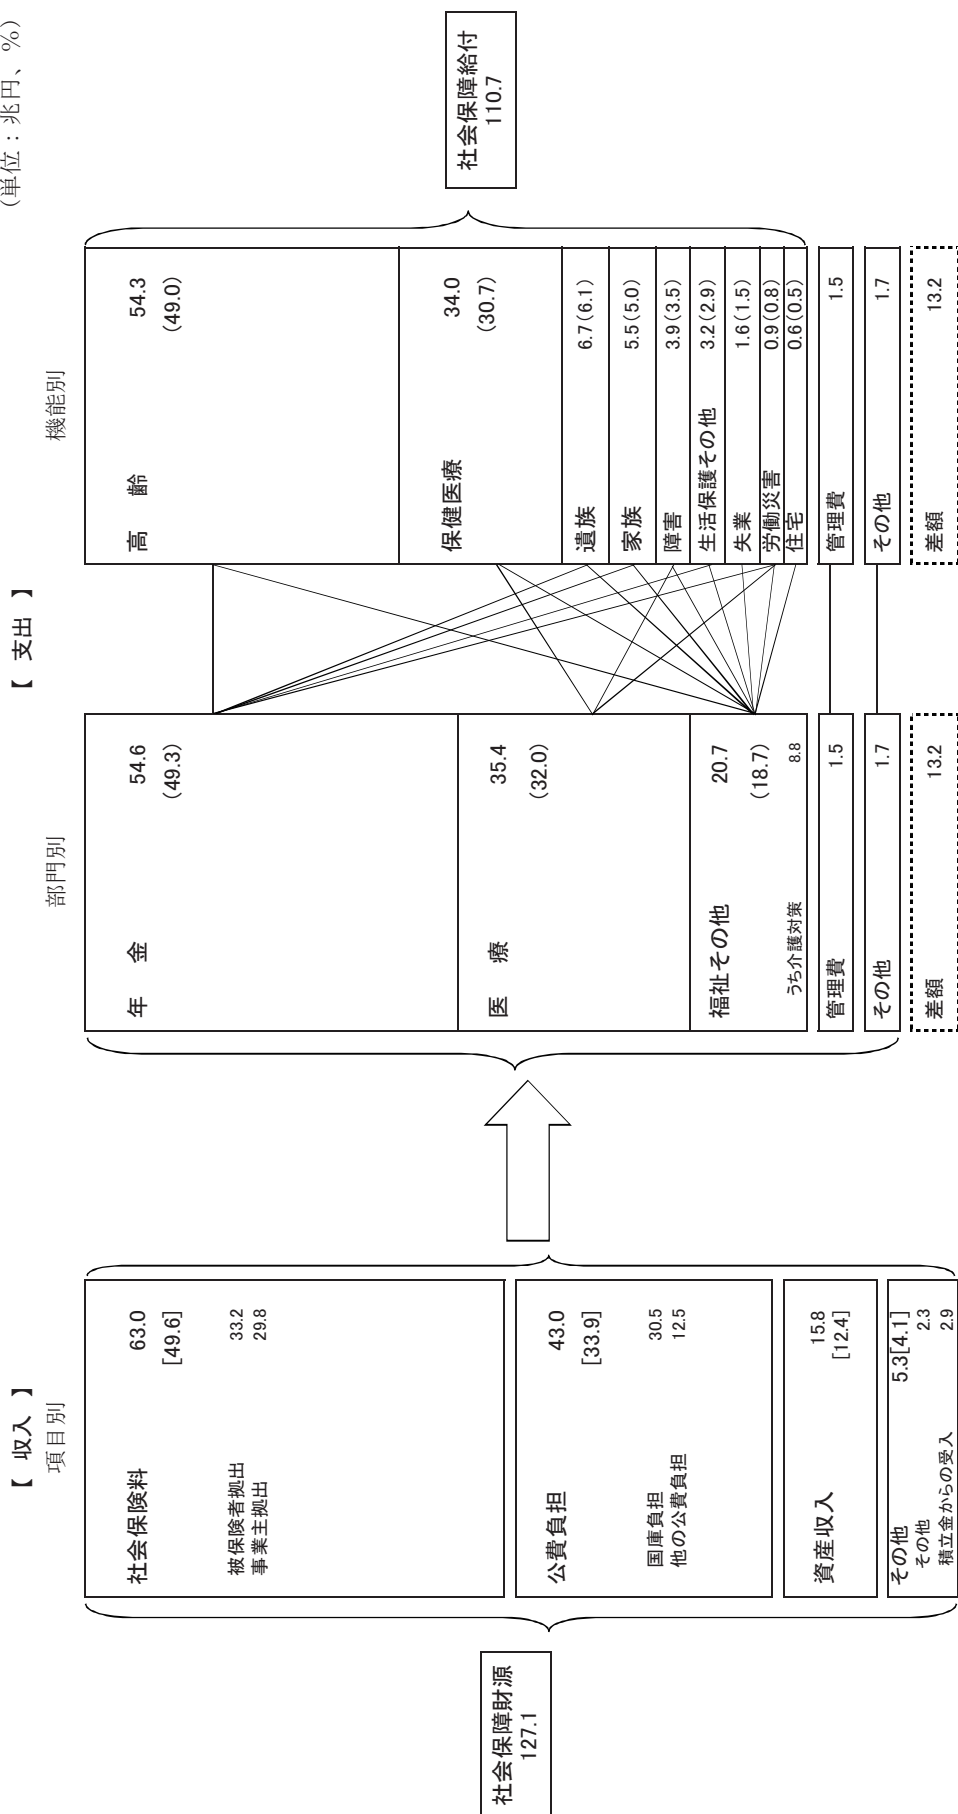 (単位：兆円、%)
【 収入 】
項目別
社会保障財源
127.1
社会保険料 63.0
[49.6]
被保険者拠出 33.2
事業主拠出 29.8
公費負担 43.0
[33.9]
国庫負担 30.5
他の公費負担 12.5
資産収入 15.8
[12.4]
その他 5.3[4.1]
その他 2.3
積立金からの受入 2.9
【 支出 】
部門別
年 金 54.6
(49.3)
医 療 35.4
(32.0)
福祉その他 20.7
(18.7)
うち介護対策 8.8
管理費 1.5
その他 1.7
差額 13.2
機能別
高 齢 54.3
(49.0)
保健医療 34.0
(30.7)
遺族 6.7(6.1)
家族 5.5(5.0)
障害 3.9(3.5)
生活保護その他 3.2(2.9)
失業 1.6(1.5)
労働災害 0.9(0.8)
住宅 0.6(0.5)
管理費 1.5
その他 1.7
差額 13.2
社会保障給付
110.7